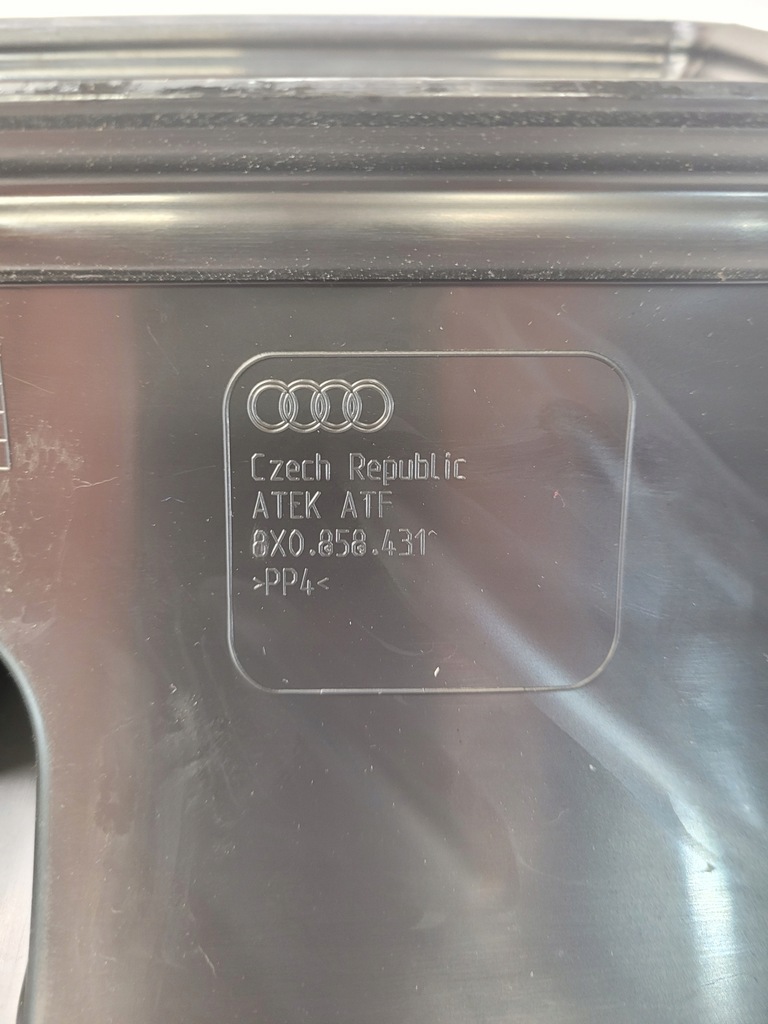 Czech Republic
ATEK ATF
8X0.858.431^
>PP4<